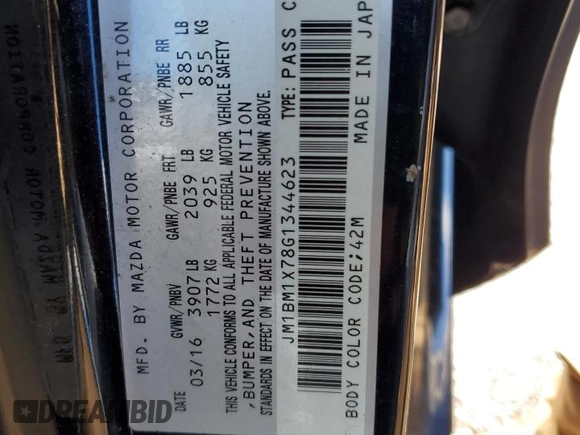 MFD. BY MAZDA MOTOR CORPORATION
DATE GVWR/PNBV GAWR/PNBE FRT GAWR/PNBE RR
03/16 3907 LB 2039 LB 1885 LB
1772 KG 925 KG 855 KG
THIS VEHICLE CONFORMS TO ALL APPLICABLE FEDERAL MOTOR VEHICLE SAFETY
, BUMPER, AND THEFT PREVENTION
STANDARDS IN EFFECT ON THE DATE OF MANUFACTURE SHOWN ABOVE.
JM1BM1X78G1344623 TYPE: PASS C
BODY COLOR CODE; 42M MADE IN JAP
DREAMBID